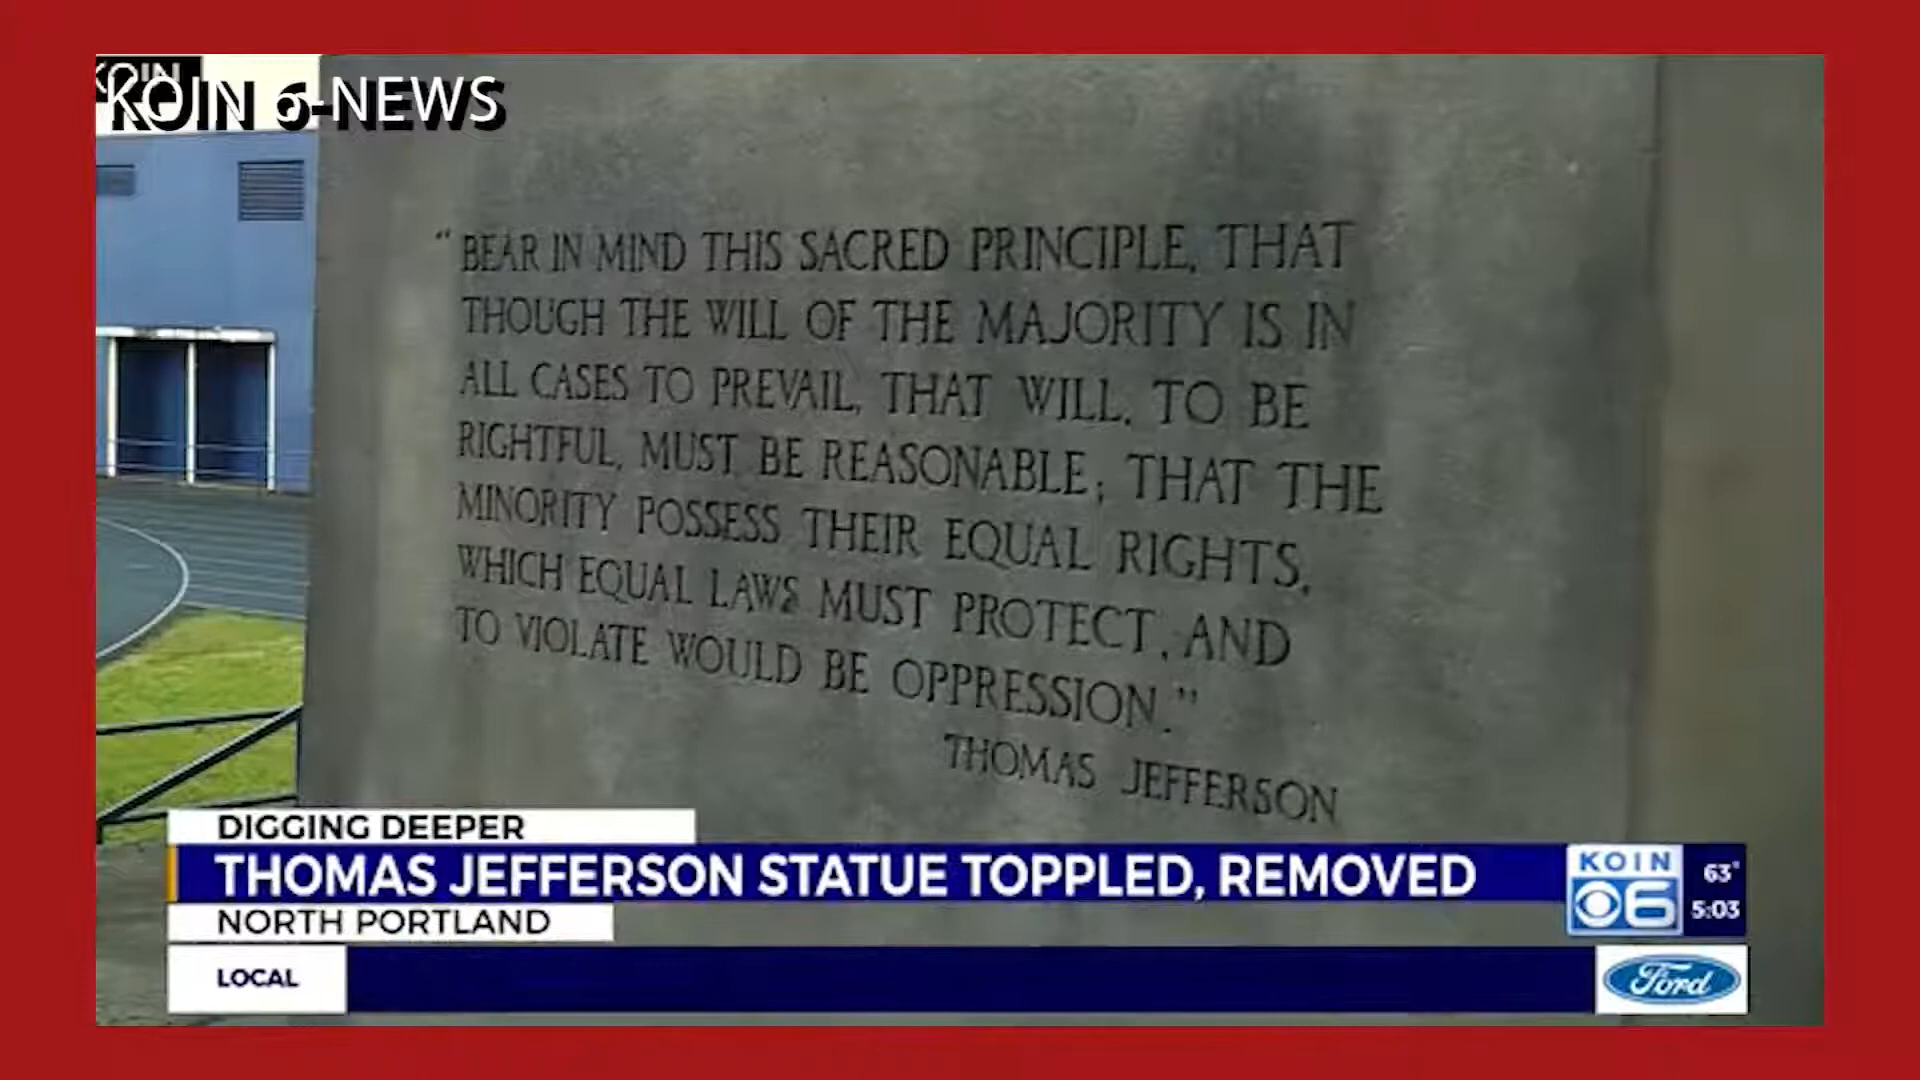 KOIN
KOIN 6-NEWS
“BEAR IN MIND THIS SACRED PRINCIPLE, THAT
THOUGH THE WILL OF THE MAJORITY IS IN
ALL CASES TO PREVAIL, THAT WILL, TO BE
RIGHTFUL, MUST BE REASONABLE; THAT THE
MINORITY POSSESS THEIR EQUAL RIGHTS,
WHICH EQUAL LAWS MUST PROTECT, AND
TO VIOLATE WOULD BE OPPRESSION.”
THOMAS JEFFERSON
DIGGING DEEPER
THOMAS JEFFERSON STATUE TOPPLED, REMOVED
NORTH PORTLAND
KOIN
6
63°
5:03
LOCAL
Ford